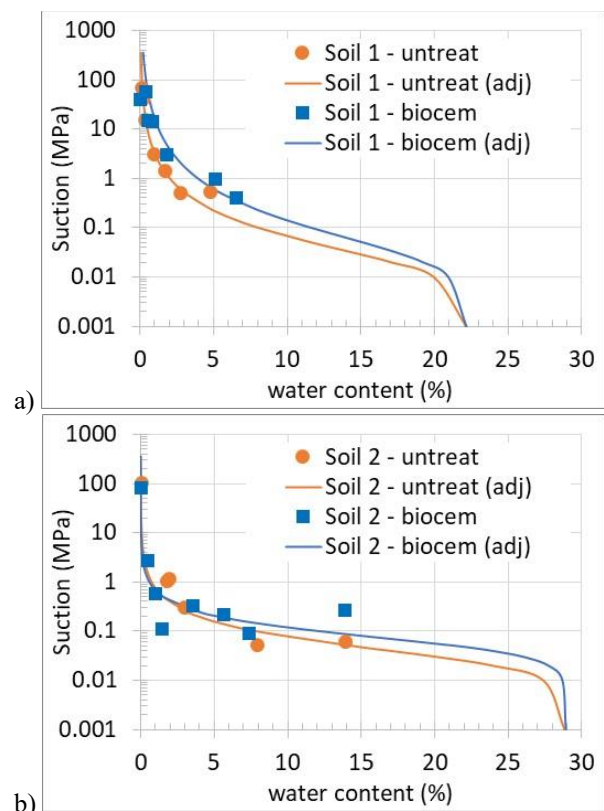 1000
100
10
1
0.1
0.01
0.001
Suction (MPa)
Soil 1 - untreat
Soil 1 - untreat (adj)
Soil 1 - biocem
Soil 1 - biocem (adj)
0 5 10 15 20 25 30
water content (%)
a)
1000
100
10
1
0.1
0.01
0.001
Suction (MPa)
Soil 2 - untreat
Soil 2 - untreat (adj)
Soil 2 - biocem
Soil 2 - biocem (adj)
0 5 10 15 20 25 30
water content (%)
b)